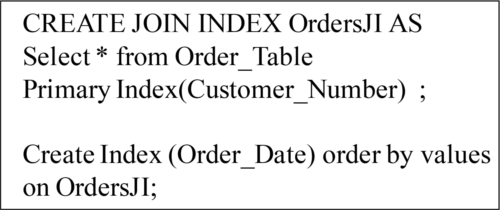 CREATE JOIN INDEX OrdersJI AS
Select * from Order_Table
Primary Index(Customer_Number) ;
Create Index (Order_Date) order by values
on OrdersJI;